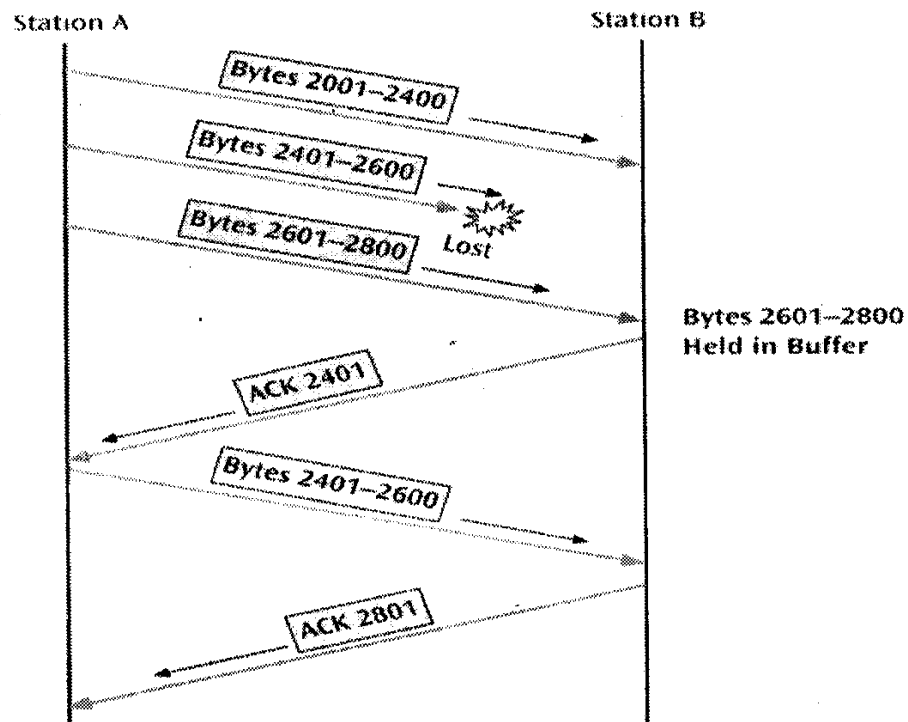 Station A
Station B
Bytes 2001–2400
Bytes 2401–2600
Lost
Bytes 2601–2800
Bytes 2601–2800
Held in Buffer
ACK 2401
Bytes 2401–2600
ACK 2801